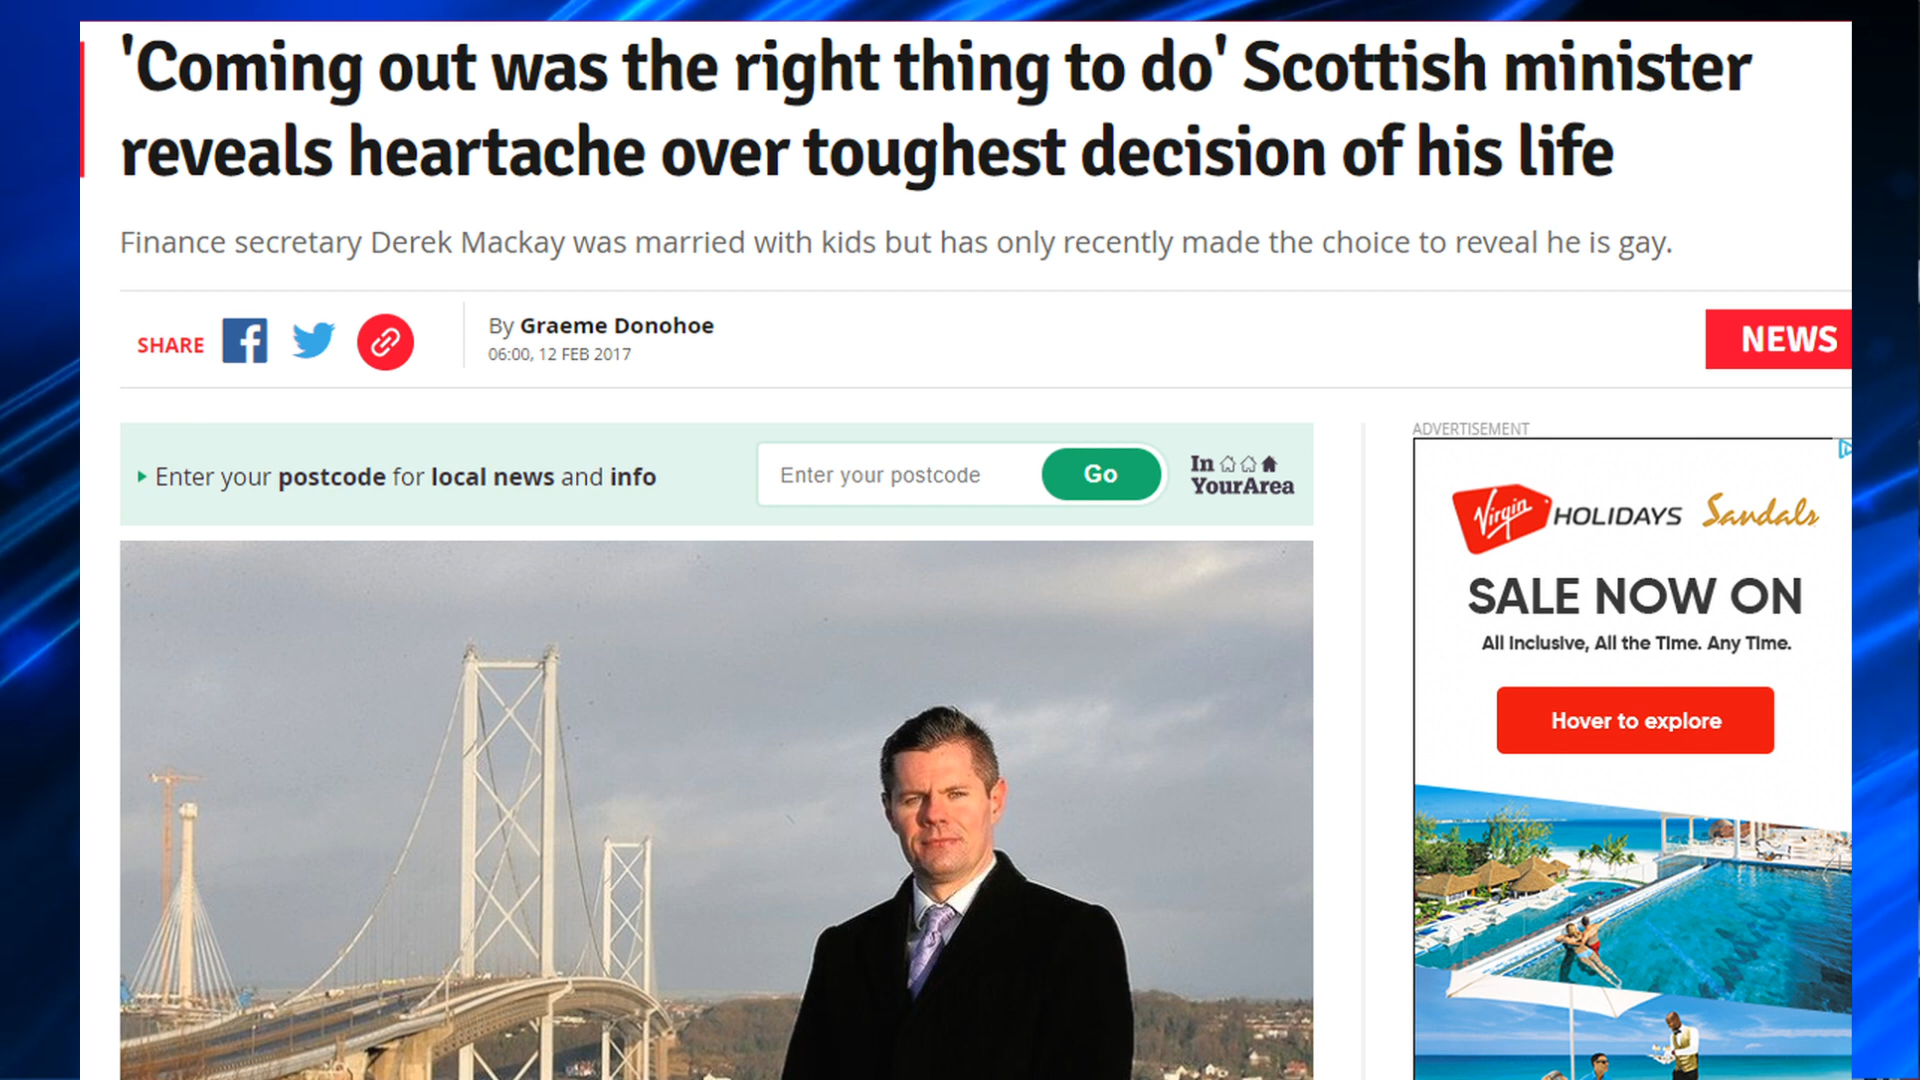 'Coming out was the right thing to do' Scottish minister
reveals heartache over toughest decision of his life
Finance secretary Derek Mackay was married with kids but has only recently made the choice to reveal he is gay.
SHARE
By Graeme Donohoe
06:00, 12 FEB 2017
NEWS
Enter your postcode for local news and info
Enter your postcode
Go
In
YourArea
ADVERTISEMENT
Virgin HOLIDAYS Sandals
SALE NOW ON
All Inclusive, All the Time. Any Time.
Hover to explore